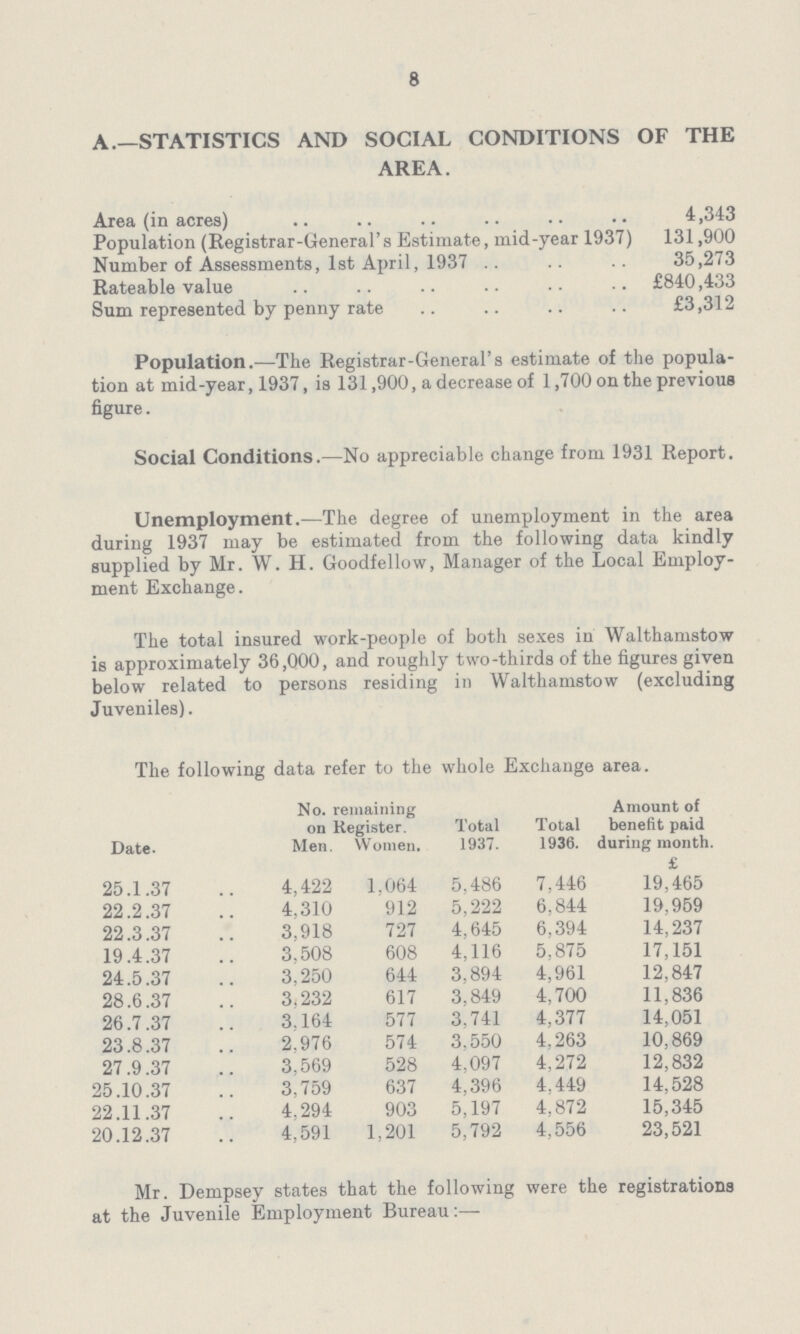 8
A.—STATISTICS AND SOCIAL CONDITIONS OF THE
AREA.
Area (in acres) .. .. .. .. .. .. 4,343
Population (Registrar-General's Estimate, mid-year 1937) 131,900
Number of Assessments, 1st April, 1937 .. .. .. 35,273
Rateable value .. .. .. .. .. .. £840,433
Sum represented by penny rate .. .. .. .. £3,312
Population.—The Registrar-General's estimate of the popula-
tion at mid-year, 1937, is 131,900, a decrease of 1,700 on the previous
figure.
Social Conditions.—No appreciable change from 1931 Report.
Unemployment.—The degree of unemployment in the area
during 1937 may be estimated from the following data kindly
supplied by Mr. W. H. Goodfellow, Manager of the Local Employ-
ment Exchange.
The total insured work-people of both sexes in Walthamstow
is approximately 36,000, and roughly two-thirds of the figures given
below related to persons residing in Walthamstow (excluding
Juveniles).
The following data refer to the whole Exchange area.
No. remaining Amount of
on Register. Total Total benefit paid
Date. Men. Women. 1937. 1936. during month.
£
25.1.37 .. 4,422 1,064 5,486 7,446 19,465
22.2.37 .. 4,310 912 5,222 6,844 19,959
22.3.37 .. 3,918 727 4,645 6,394 14,237
19.4.37 .. 3,508 608 4,116 5,875 17,151
24.5.37 .. 3,250 644 3,894 4,961 12,847
28.6.37 .. 3,232 617 3,849 4,700 11,836
26.7.37 .. 3,164 577 3,741 4,377 14,051
23.8.37 .. 2,976 574 3,550 4,263 10,869
27.9.37 .. 3,569 528 4,097 4,272 12,832
25.10.37 .. 3,759 637 4,396 4,449 14,528
22.11.37 .. 4,294 903 5,197 4,872 15,345
20.12.37 .. 4,591 1,201 5,792 4,556 23,521
Mr. Dempsey states that the following were the registrations
at the Juvenile Employment Bureau:—